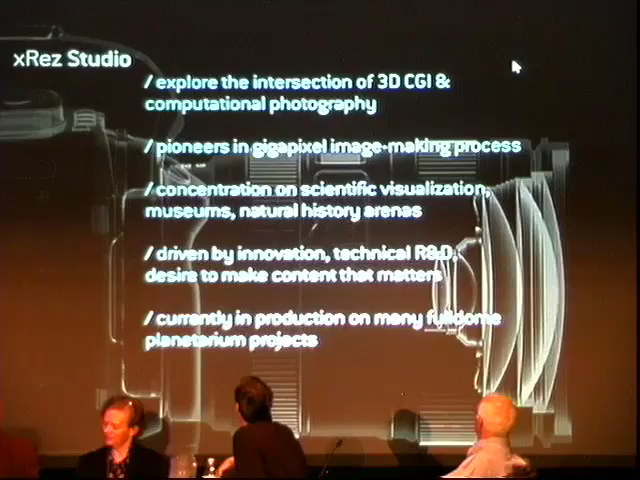 xRez Studio
/ explore the intersection of 3D CGI &
computational photography
/ pioneers in gigapixel image-making process
/ concentration on scientific visualization,
museums, natural history arenas
/ driven by innovation, technical R&D,
desire to make content that matters
/ currently in production on many fulldome
planetarium projects